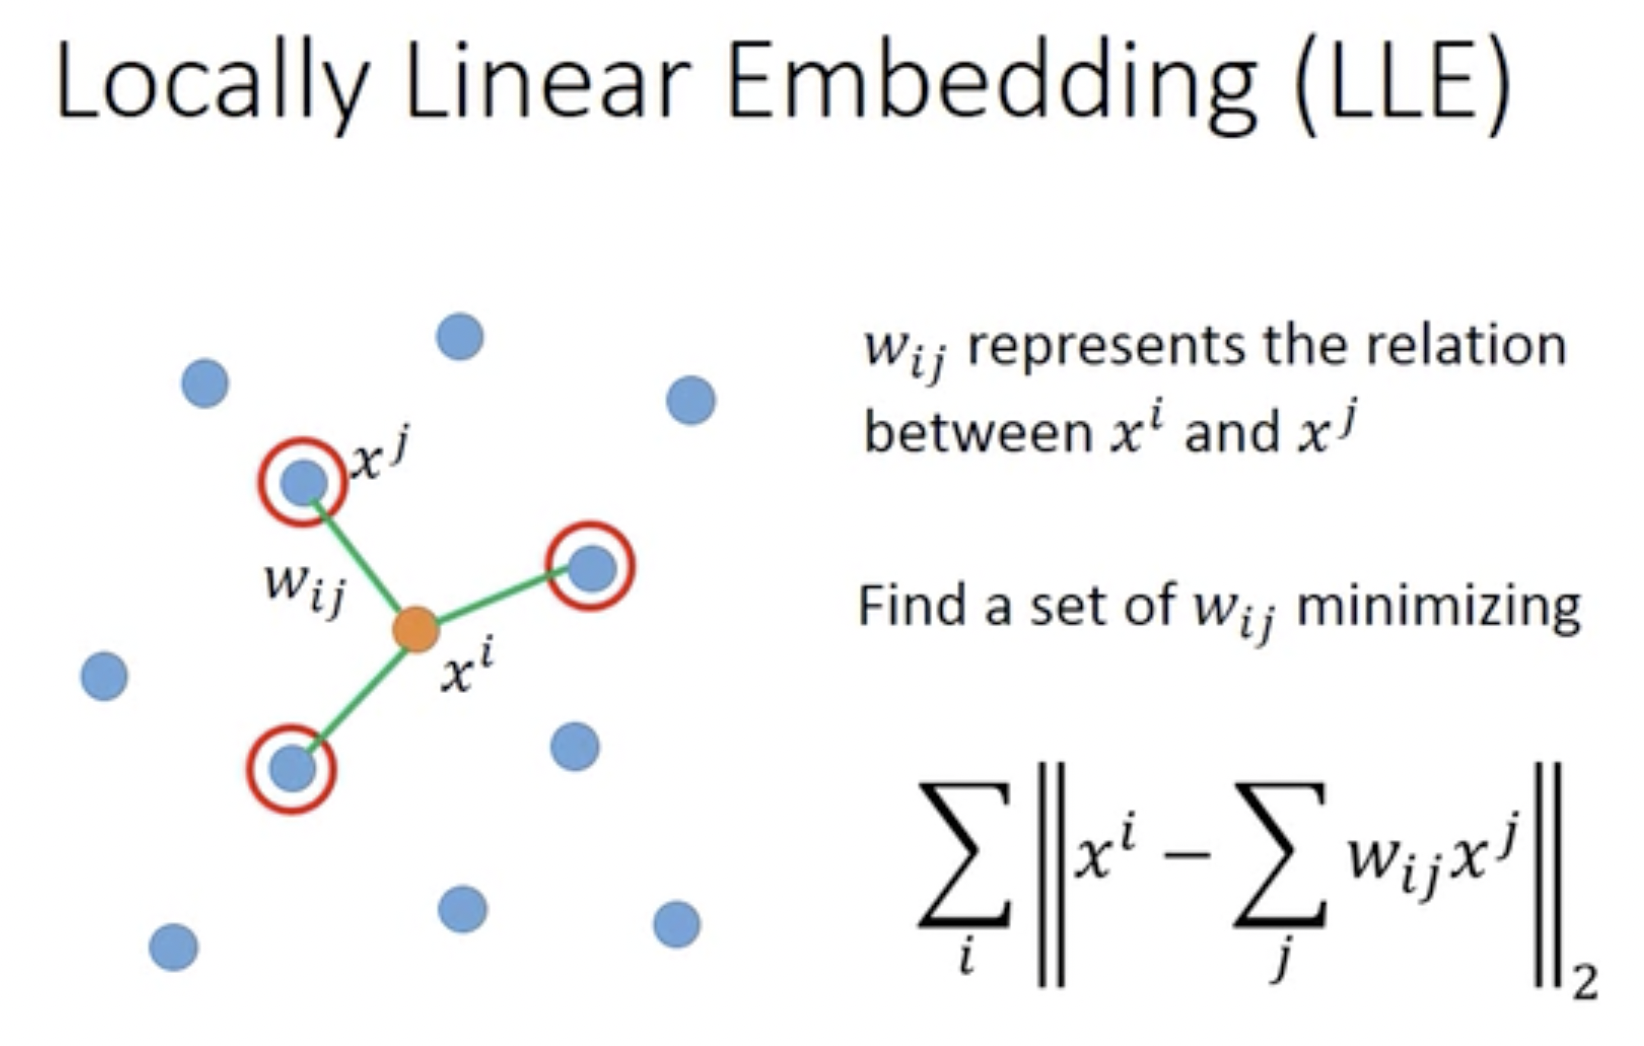 Locally Linear Embedding (LLE)
w_{ij} represents the relation
between x^i and x^j
x^j
w_{ij}
x^i
Find a set of w_{ij} minimizing
\sum_i \left\| x^i - \sum_j w_{ij} x^j \right\|_2